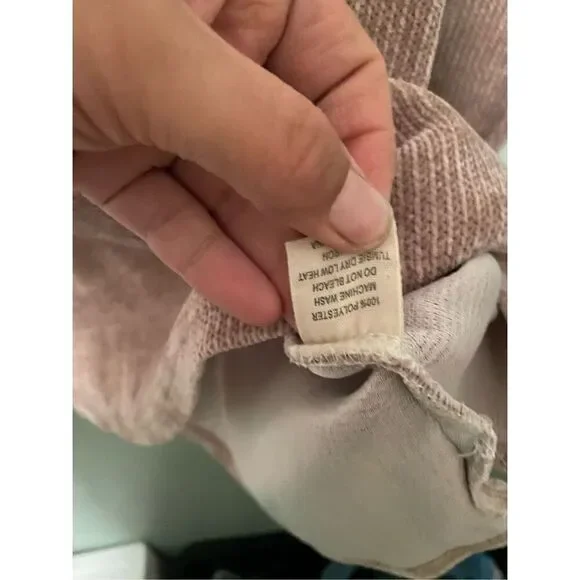 100% POLYESTER
MACHINE WASH
DO NOT BLEACH
TUMBLE DRY LOW HEAT